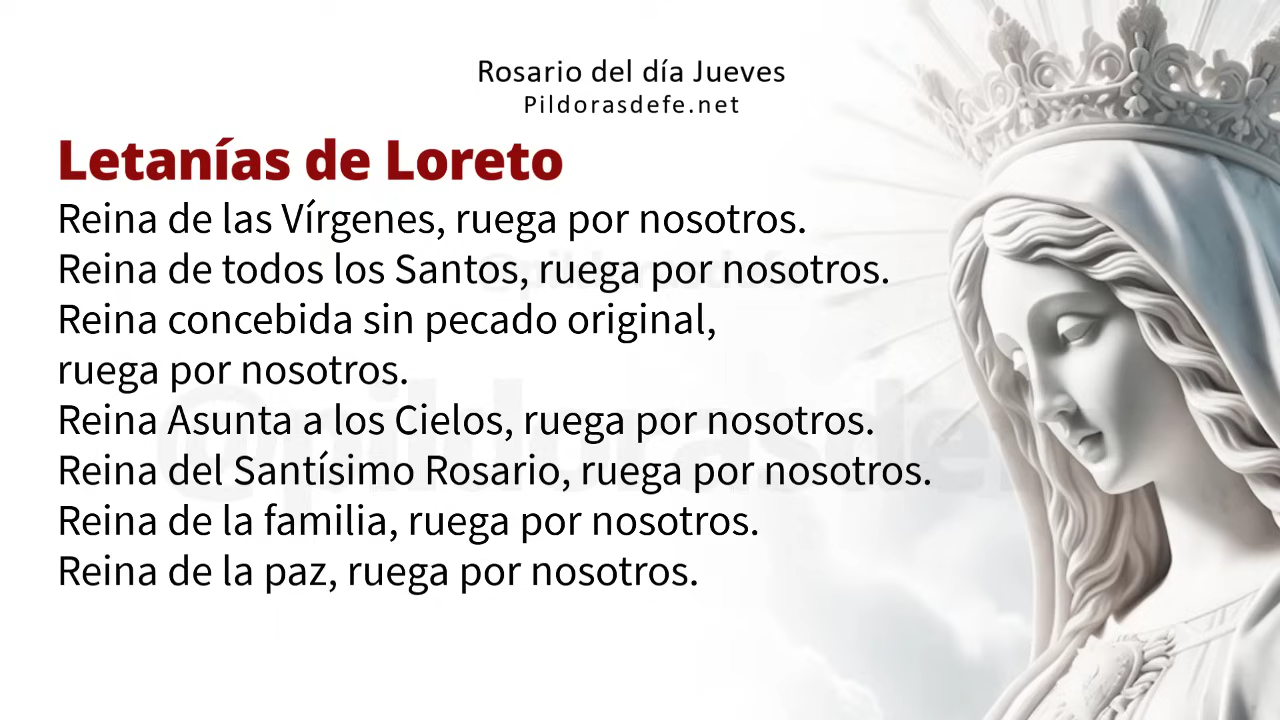 Rosario del día Jueves
Pildorasdefe.net
Letanías de Loreto
Reina de las Vírgenes, ruega por nosotros.
Reina de todos los Santos, ruega por nosotros.
Reina concebida sin pecado original,
ruega por nosotros.
Reina Asunta a los Cielos, ruega por nosotros.
Reina del Santísimo Rosario, ruega por nosotros.
Reina de la familia, ruega por nosotros.
Reina de la paz, ruega por nosotros.